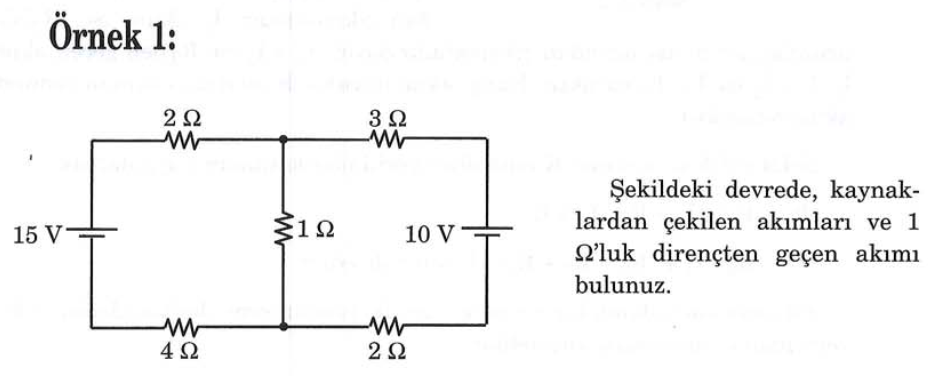 Örnek 1:
2 Ω
3 Ω
15 V
1 Ω
10 V
4 Ω
2 Ω
Şekildeki devrede, kaynak-
lardan çekilen akımları ve 1
Ω’luk dirençten geçen akımı
bulunuz.